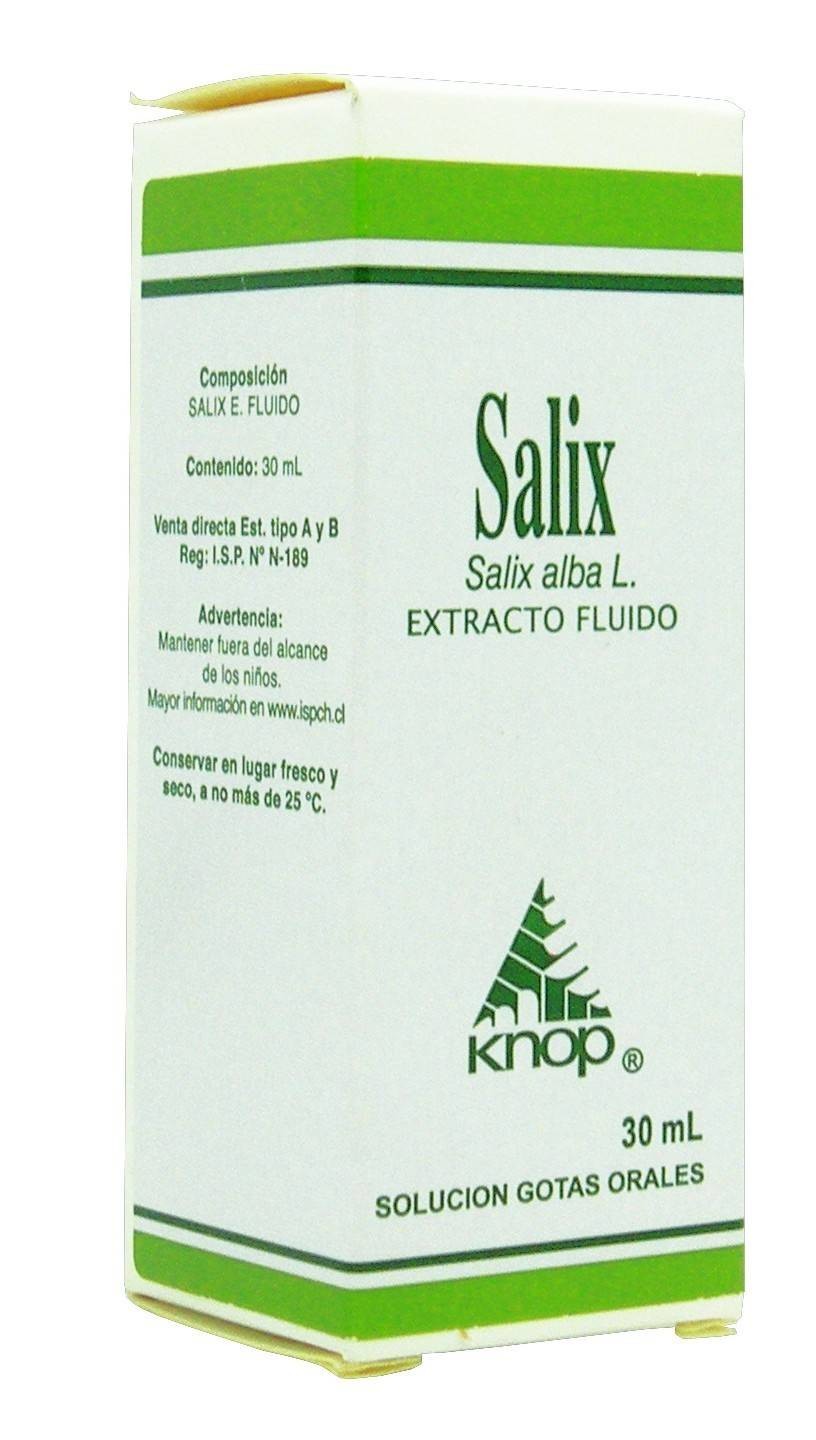 Composición
SALIX E. FLUIDO
Contenido: 30 mL
Venta directa Est. tipo A y B
Reg: I.S.P. Nº N-189
Advertencia:
Mantener fuera del alcance
de los niños.
Mayor información en www.ispch.cl
Conservar en lugar fresco y
seco, a no más de 25 ºC.
Salix
Salix alba L.
EXTRACTO FLUIDO
Knop ®
30 mL
SOLUCION GOTAS ORALES